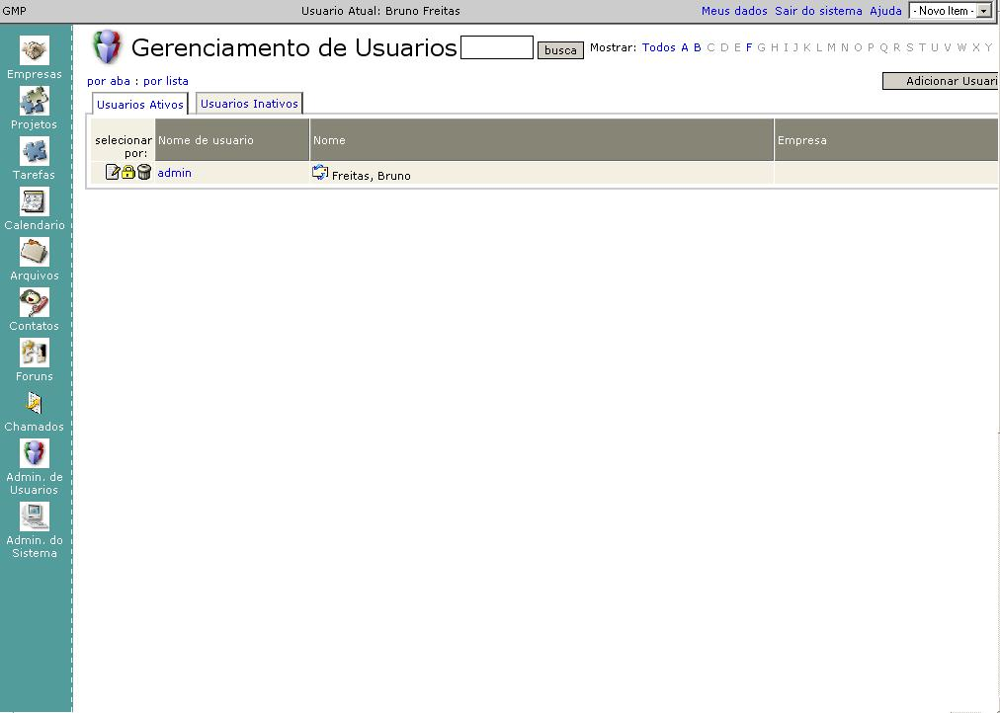 GMP Usuario Atual: Bruno Freitas Meus dados Sair do sistema Ajuda - Novo Item -
Gerenciamento de Usuarios busca Mostrar: Todos A B C D E F G H I J K L M N O P Q R S T U V W X Y
por aba : por lista Adicionar Usuari
Usuarios Ativos Usuarios Inativos
selecionar por: Nome de usuario Nome Empresa
admin Freitas, Bruno
Empresas
Projetos
Tarefas
Calendario
Arquivos
Contatos
Foruns
Chamados
Admin. de
Usuarios
Admin. do
Sistema